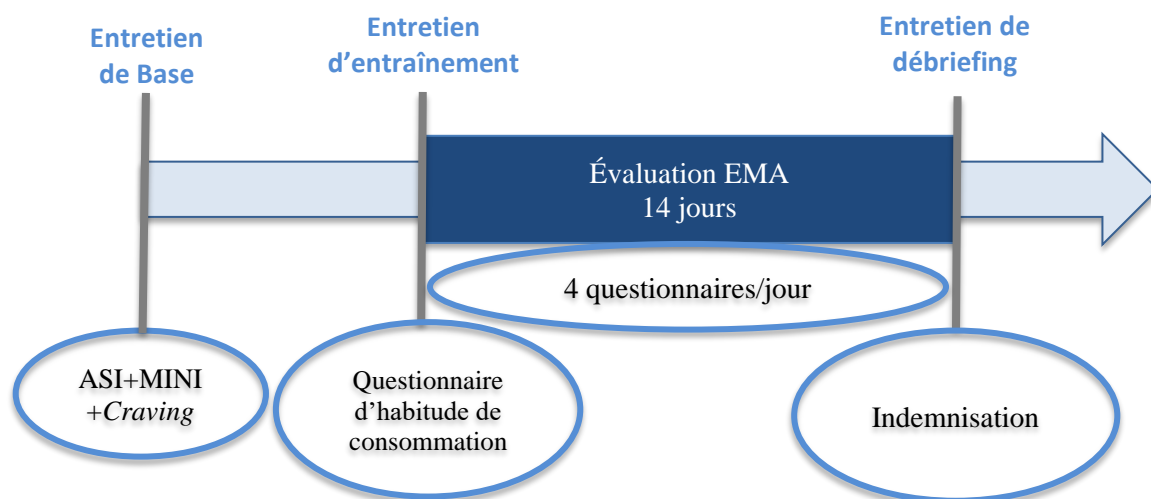 Entretien
de Base
Entretien
d'entraînement
Entretien de
débriefing
Évaluation EMA
14 jours
4 questionnaires/jour
ASI+MINI
+Craving
Questionnaire
d'habitude de
consommation
Indemnisation